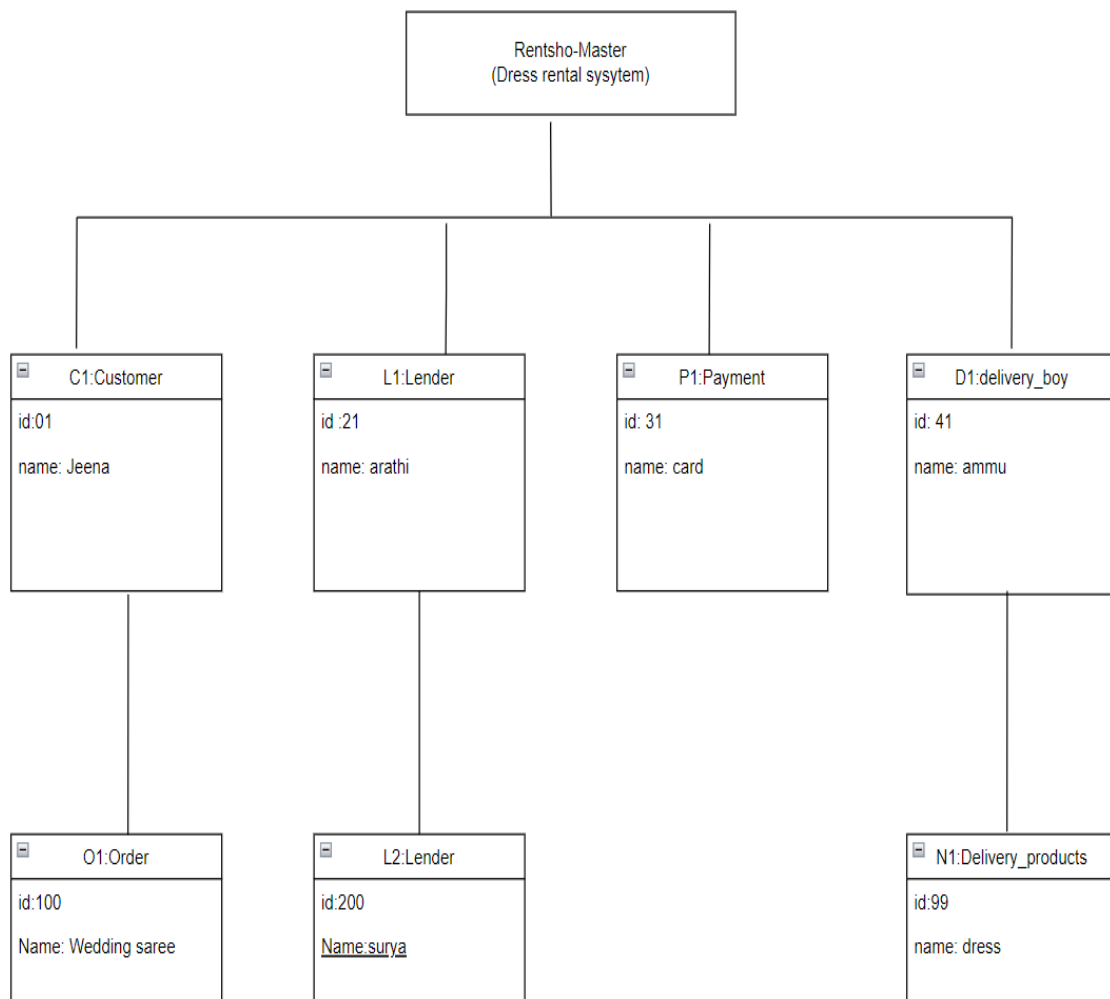 Rentsho-Master
(Dress rental sysytem)
C1:Customer
id:01
name: Jeena
L1:Lender
id :21
name: arathi
P1:Payment
id: 31
name: card
D1:delivery_boy
id: 41
name: ammu
O1:Order
id:100
Name: Wedding saree
L2:Lender
id:200
Name:surya
N1:Delivery_products
id:99
name: dress